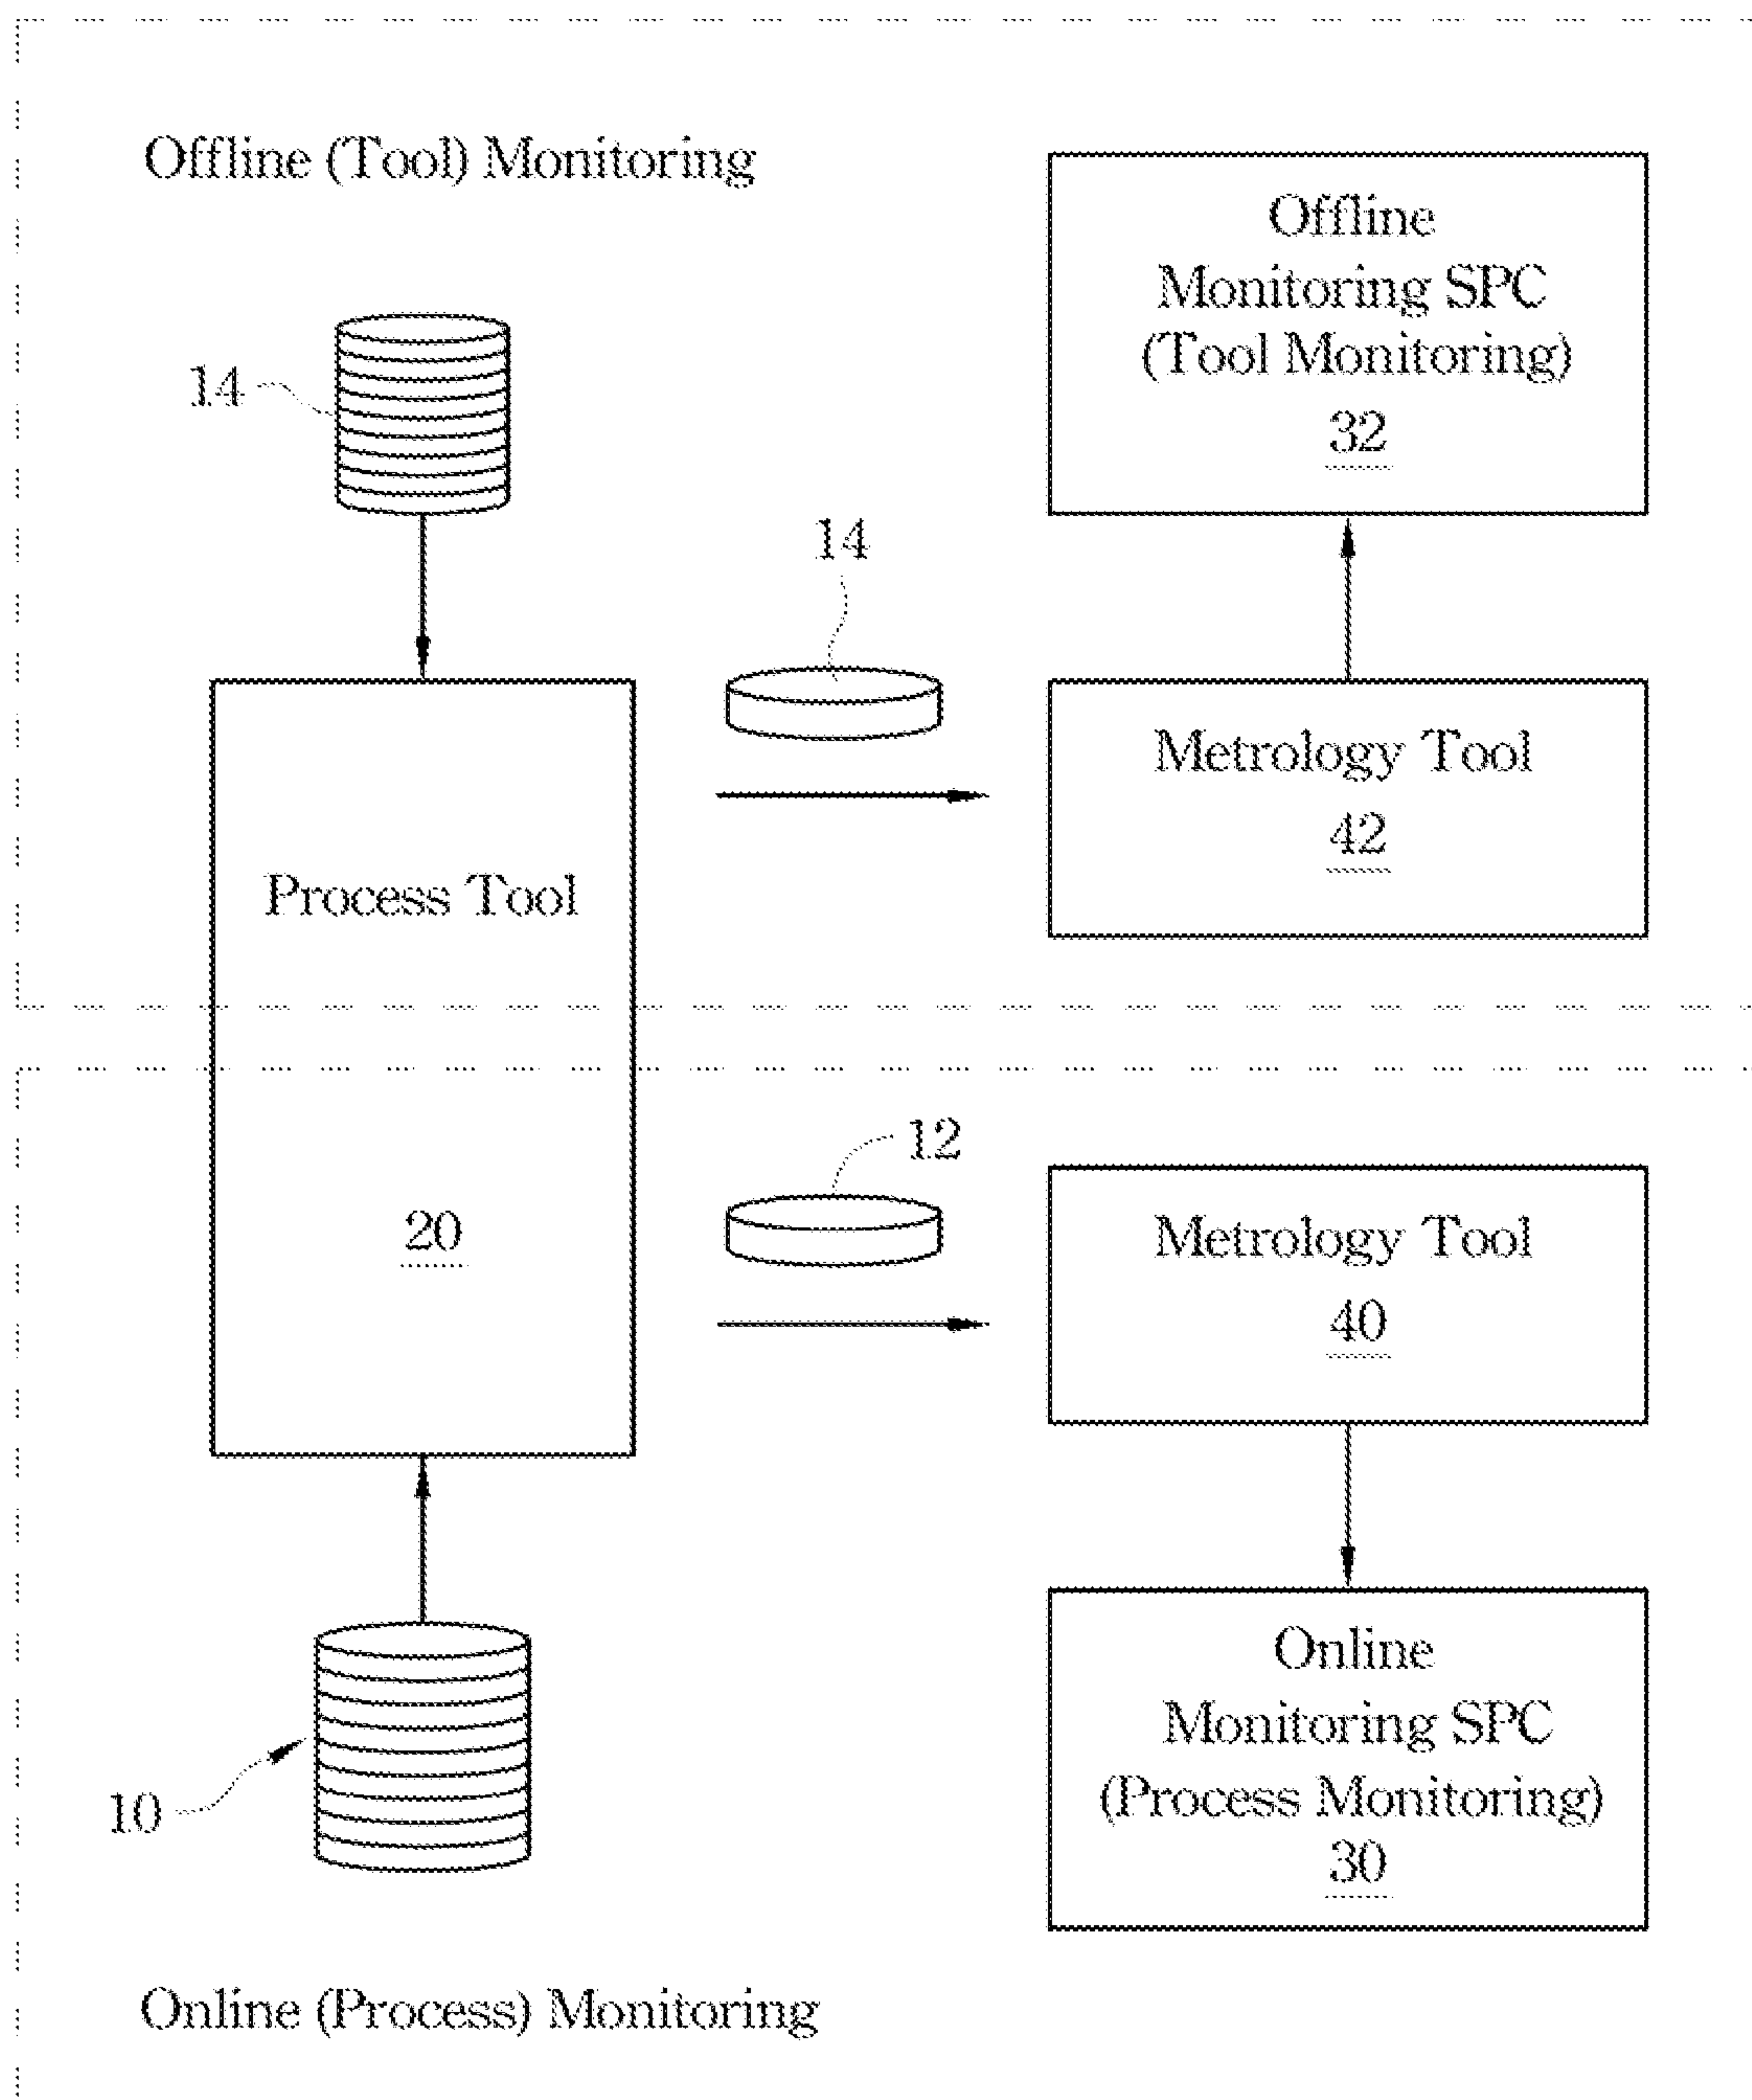 Offline (Tool) Monitoring
Offline
Monitoring SPC
(Tool Monitoring)
32
14
14
Metrology Tool
42
Process Tool
20
12
Metrology Tool
40
10
Online
Monitoring SPC
(Process Monitoring)
30
Online (Process) Monitoring